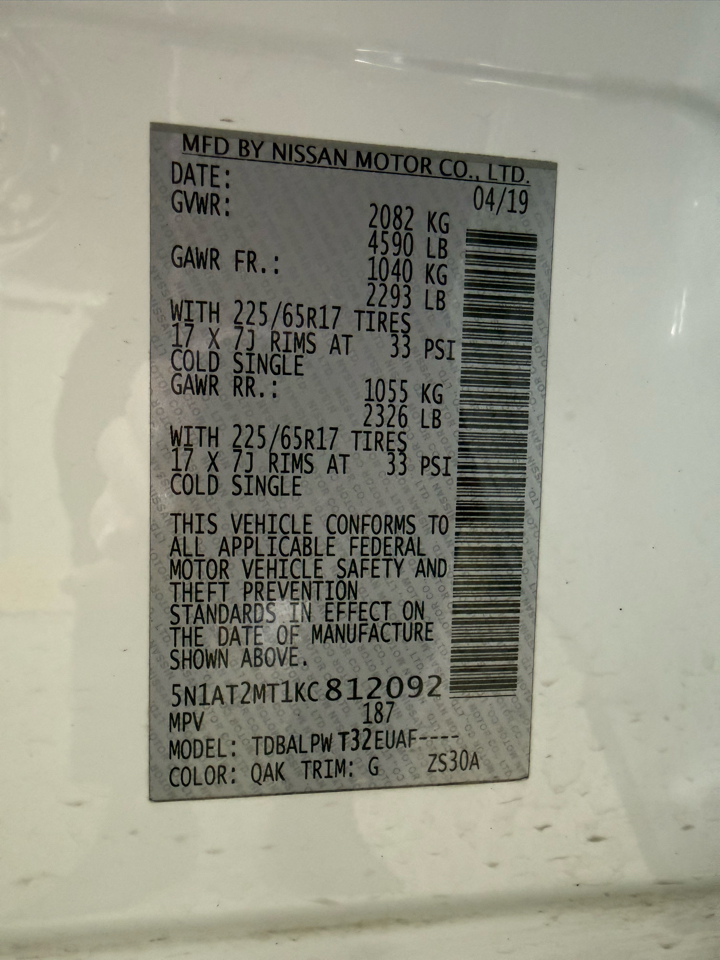 MFD BY NISSAN MOTOR CO., LTD.
DATE: 04/19
GVWR: 2082 KG
4590 LB
GAWR FR.: 1040 KG
2293 LB
WITH 225/65R17 TIRES
17 X 7J RIMS AT 33 PSI
COLD SINGLE
GAWR RR.: 1055 KG
2326 LB
WITH 225/65R17 TIRES
17 X 7J RIMS AT 33 PSI
COLD SINGLE
THIS VEHICLE CONFORMS TO
ALL APPLICABLE FEDERAL
MOTOR VEHICLE SAFETY AND
THEFT PREVENTION
STANDARDS IN EFFECT ON
THE DATE OF MANUFACTURE
SHOWN ABOVE.
5N1AT2MT1KC812092
MPV 187
MODEL: TDBALPWT32EUAF----
COLOR: QAK TRIM: G ZS30A